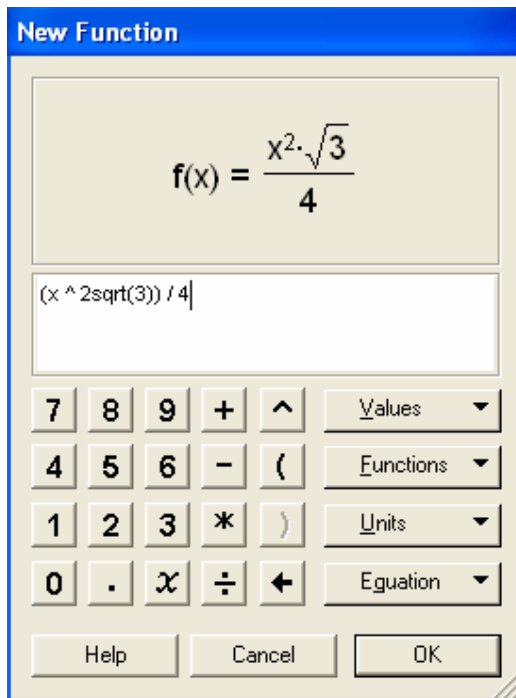 New Function
f(x) = x²·√3 / 4
(x ^ 2sqrt(3)) / 4
7 8 9 + ^ Values
4 5 6 - ( Functions
1 2 3 * ) Units
0 . x ÷ Equation
Help Cancel OK